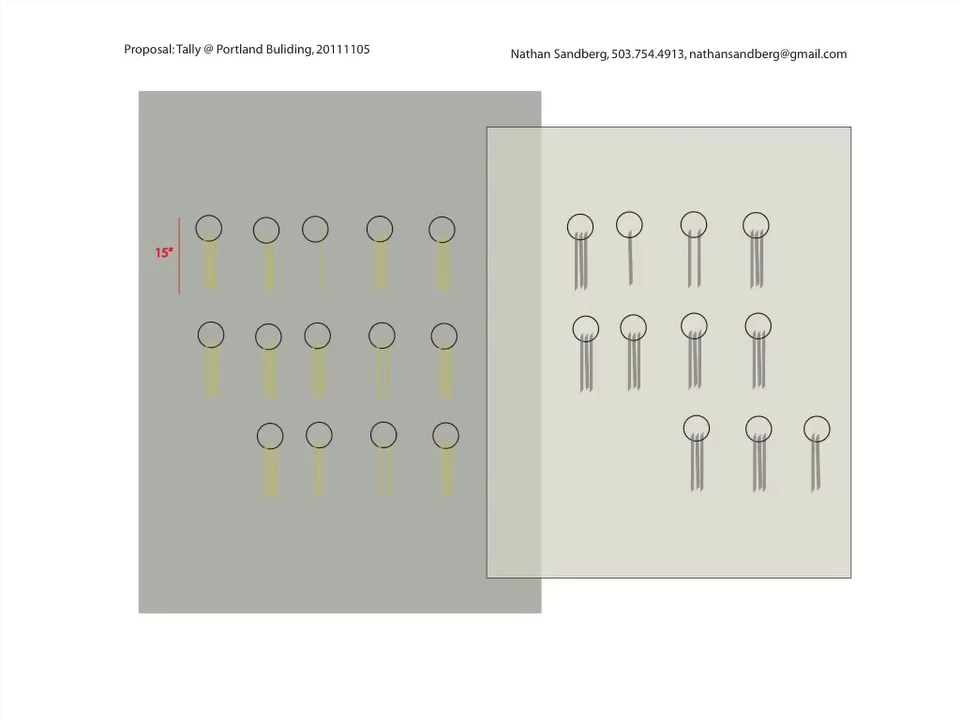 Proposal: Tally @ Portland Buliding, 20111105
Nathan Sandberg, 503.754.4913, nathansandberg@gmail.com
15"